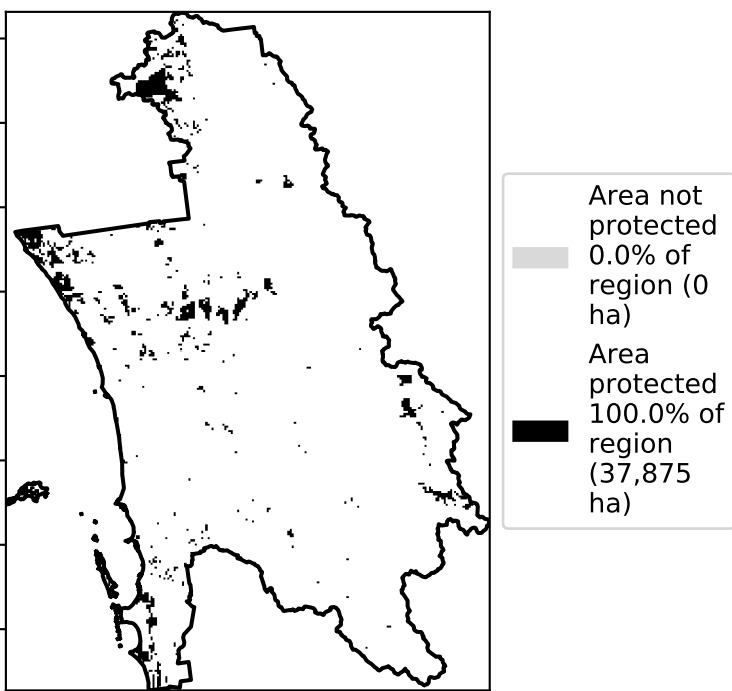 Area not
protected
0.0% of
region (0
ha)
Area
protected
100.0% of
region
(37,875
ha)